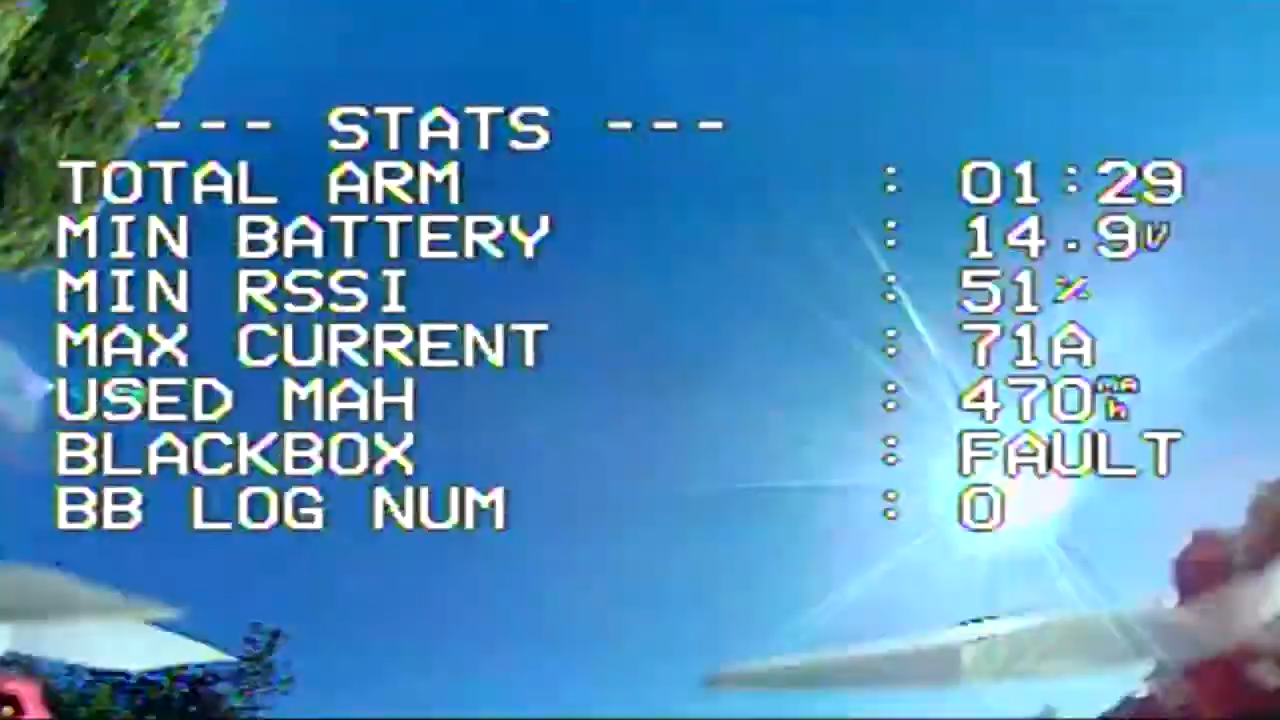 --- STATS ---
TOTAL ARM : 01:29
MIN BATTERY : 14.9V
MIN RSSI : 51%
MAX CURRENT : 71A
USED MAH : 470mAh
BLACKBOX : FAULT
BB LOG NUM : 0